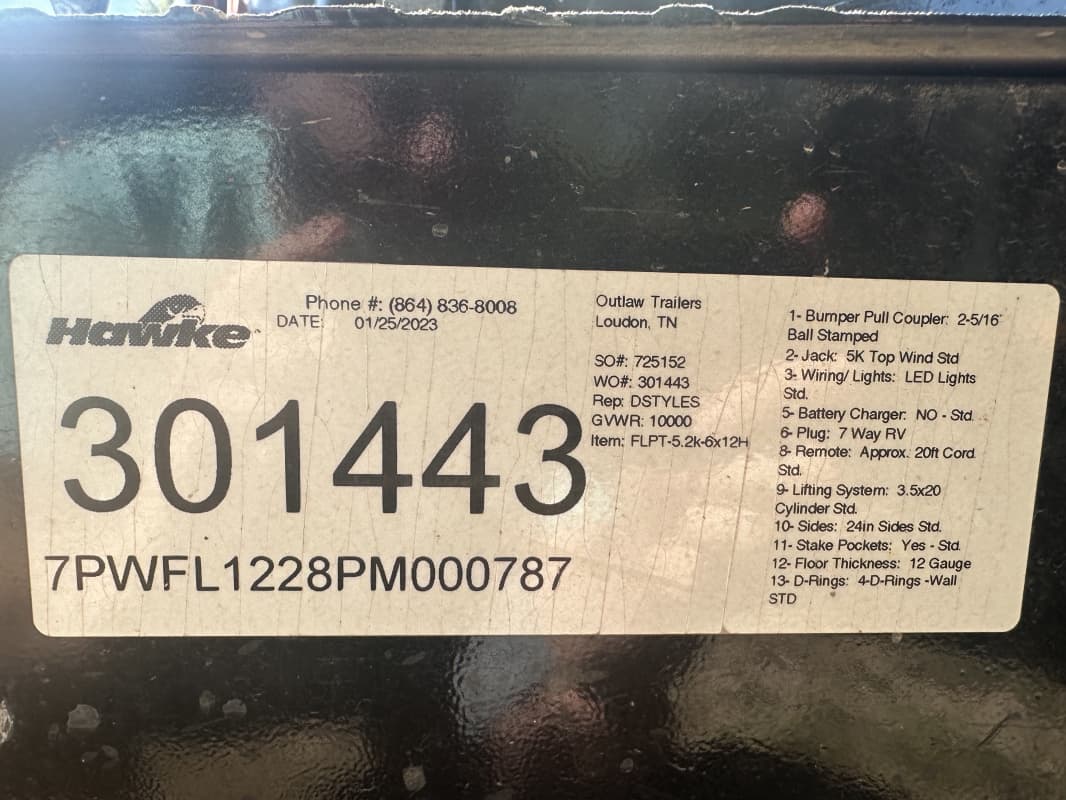 Hawke
Phone #: (864) 836-8008
DATE: 01/25/2023
301443
7PWFL1228PM000787
Outlaw Trailers
Loudon, TN
SO#: 725152
WO#: 301443
Rep: DSTYLES
GVWR: 10000
Item: FLPT-5.2k-6x12H
1- Bumper Pull Coupler: 2-5/16"
Ball Stamped
2- Jack: 5K Top Wind Std
3- Wiring/ Lights: LED Lights
Std.
5- Battery Charger: NO - Std.
6- Plug: 7 Way RV
8- Remote: Approx. 20ft Cord
Std.
9- Lifting System: 3.5x20
Cylinder Std.
10- Sides: 24in Sides Std.
11- Stake Pockets: Yes - Std.
12- Floor Thickness: 12 Gauge
13- D-Rings: 4-D-Rings -Wall
STD